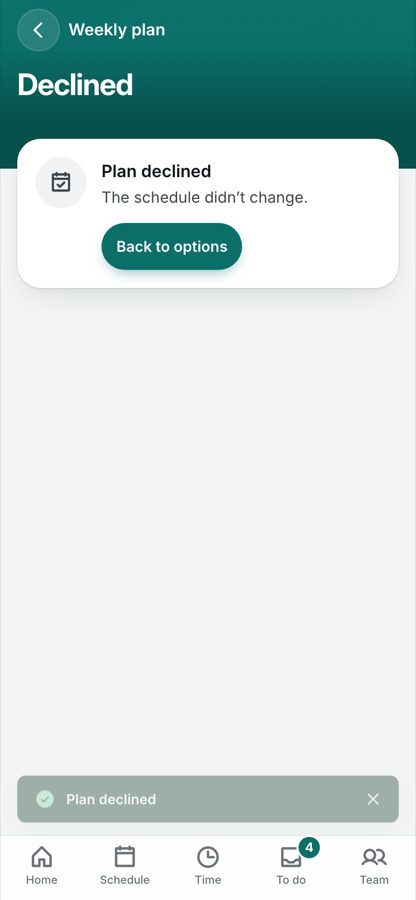 Weekly plan
Declined
Plan declined
The schedule didn’t change.
Back to options
Plan declined
4
Home
Schedule
Time
To do
Team